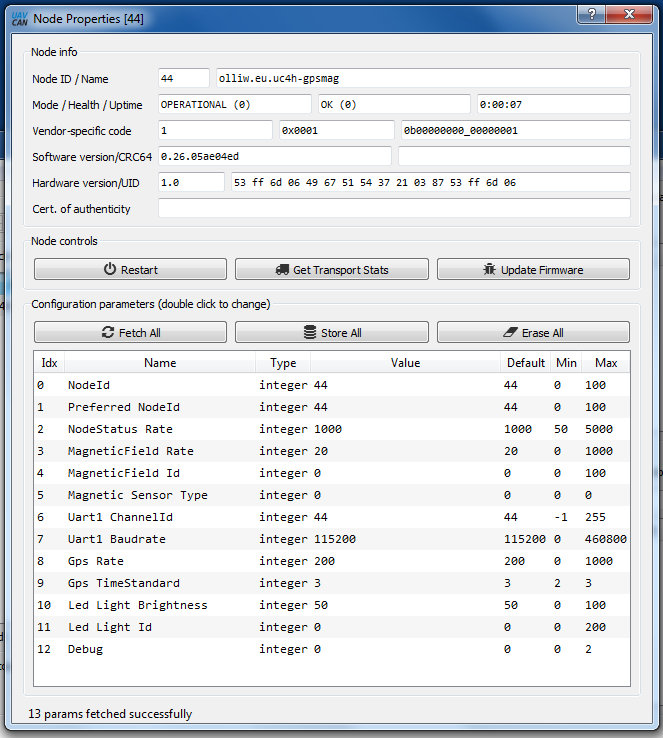 UAV CAN Node Properties [44]
Node info
Node ID / Name 44 olliw.eu.uc4h-gpsmag
Mode / Health / Uptime OPERATIONAL (0) OK (0) 0:00:07
Vendor-specific code 1 0x0001 0b00000000_00000001
Software version/CRC64 0.26.05ae04ed
Hardware version/UID 1.0 53 ff 6d 06 49 67 51 54 37 21 03 87 53 ff 6d 06
Cert. of authenticity
Node controls
Restart Get Transport Stats Update Firmware
Configuration parameters (double click to change)
Fetch All Store All Erase All
Idx Name Type Value Default Min Max
0 NodeId integer 44 44 0 100
1 Preferred NodeId integer 44 44 0 100
2 NodeStatus Rate integer 1000 1000 50 5000
3 MagneticField Rate integer 20 20 0 1000
4 MagneticField Id integer 0 0 0 100
5 Magnetic Sensor Type integer 0 0 0 0
6 Uart1 ChannelId integer 44 44 -1 255
7 Uart1 Baudrate integer 115200 115200 0 460800
8 Gps Rate integer 200 200 0 1000
9 Gps TimeStandard integer 3 3 2 3
10 Led Light Brightness integer 50 50 0 100
11 Led Light Id integer 0 0 0 200
12 Debug integer 0 0 0 2
13 params fetched successfully